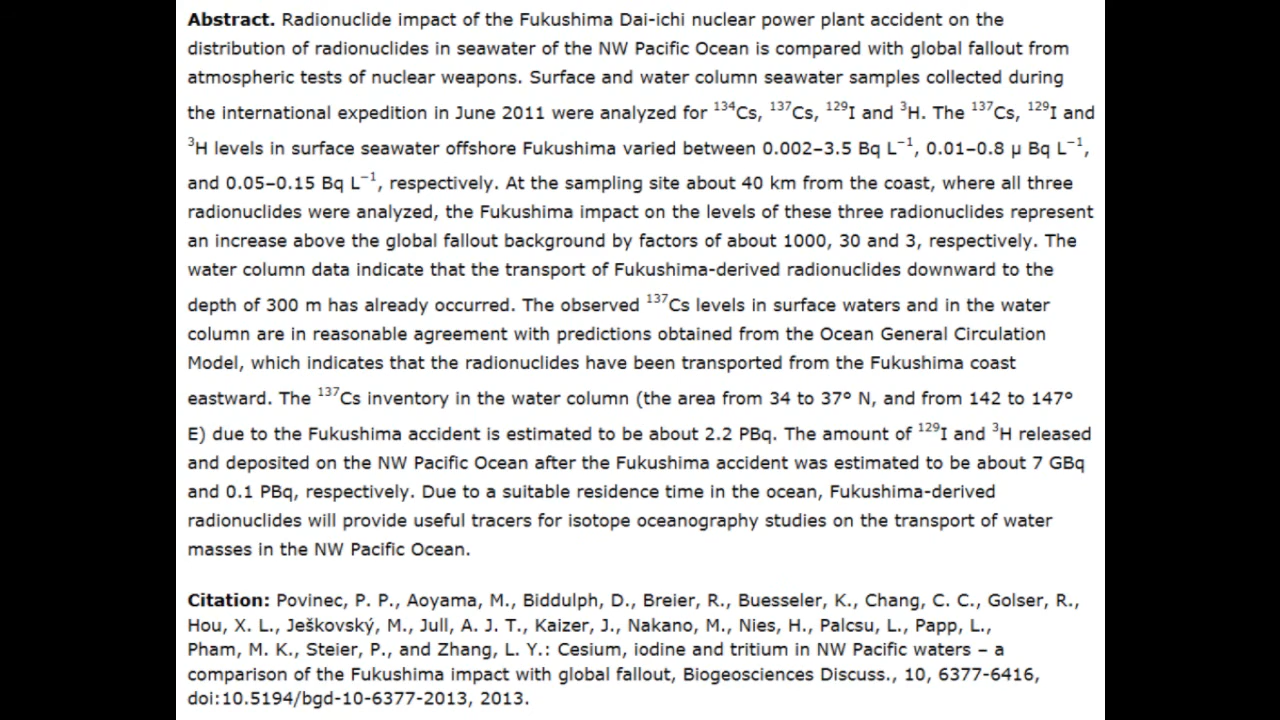 Abstract. Radionuclide impact of the Fukushima Dai-ichi nuclear power plant accident on the
distribution of radionuclides in seawater of the NW Pacific Ocean is compared with global fallout from
atmospheric tests of nuclear weapons. Surface and water column seawater samples collected during
the international expedition in June 2011 were analyzed for ¹³⁴Cs, ¹³⁷Cs, ¹²⁹I and ³H. The ¹³⁷Cs, ¹²⁹I and
³H levels in surface seawater offshore Fukushima varied between 0.002–3.5 Bq L⁻¹, 0.01–0.8 μ Bq L⁻¹,
and 0.05–0.15 Bq L⁻¹, respectively. At the sampling site about 40 km from the coast, where all three
radionuclides were analyzed, the Fukushima impact on the levels of these three radionuclides represent
an increase above the global fallout background by factors of about 1000, 30 and 3, respectively. The
water column data indicate that the transport of Fukushima-derived radionuclides downward to the
depth of 300 m has already occurred. The observed ¹³⁷Cs levels in surface waters and in the water
column are in reasonable agreement with predictions obtained from the Ocean General Circulation
Model, which indicates that the radionuclides have been transported from the Fukushima coast
eastward. The ¹³⁷Cs inventory in the water column (the area from 34 to 37° N, and from 142 to 147°
E) due to the Fukushima accident is estimated to be about 2.2 PBq. The amount of ¹²⁹I and ³H released
and deposited on the NW Pacific Ocean after the Fukushima accident was estimated to be about 7 GBq
and 0.1 PBq, respectively. Due to a suitable residence time in the ocean, Fukushima-derived
radionuclides will provide useful tracers for isotope oceanography studies on the transport of water
masses in the NW Pacific Ocean.
Citation: Povinec, P. P., Aoyama, M., Biddulph, D., Breier, R., Buesseler, K., Chang, C. C., Golser, R.,
Hou, X. L., Ješkovský, M., Jull, A. J. T., Kaizer, J., Nakano, M., Nies, H., Palcsu, L., Papp, L.,
Pham, M. K., Steier, P., and Zhang, L. Y.: Cesium, iodine and tritium in NW Pacific waters – a
comparison of the Fukushima impact with global fallout, Biogeosciences Discuss., 10, 6377-6416,
doi:10.5194/bgd-10-6377-2013, 2013.